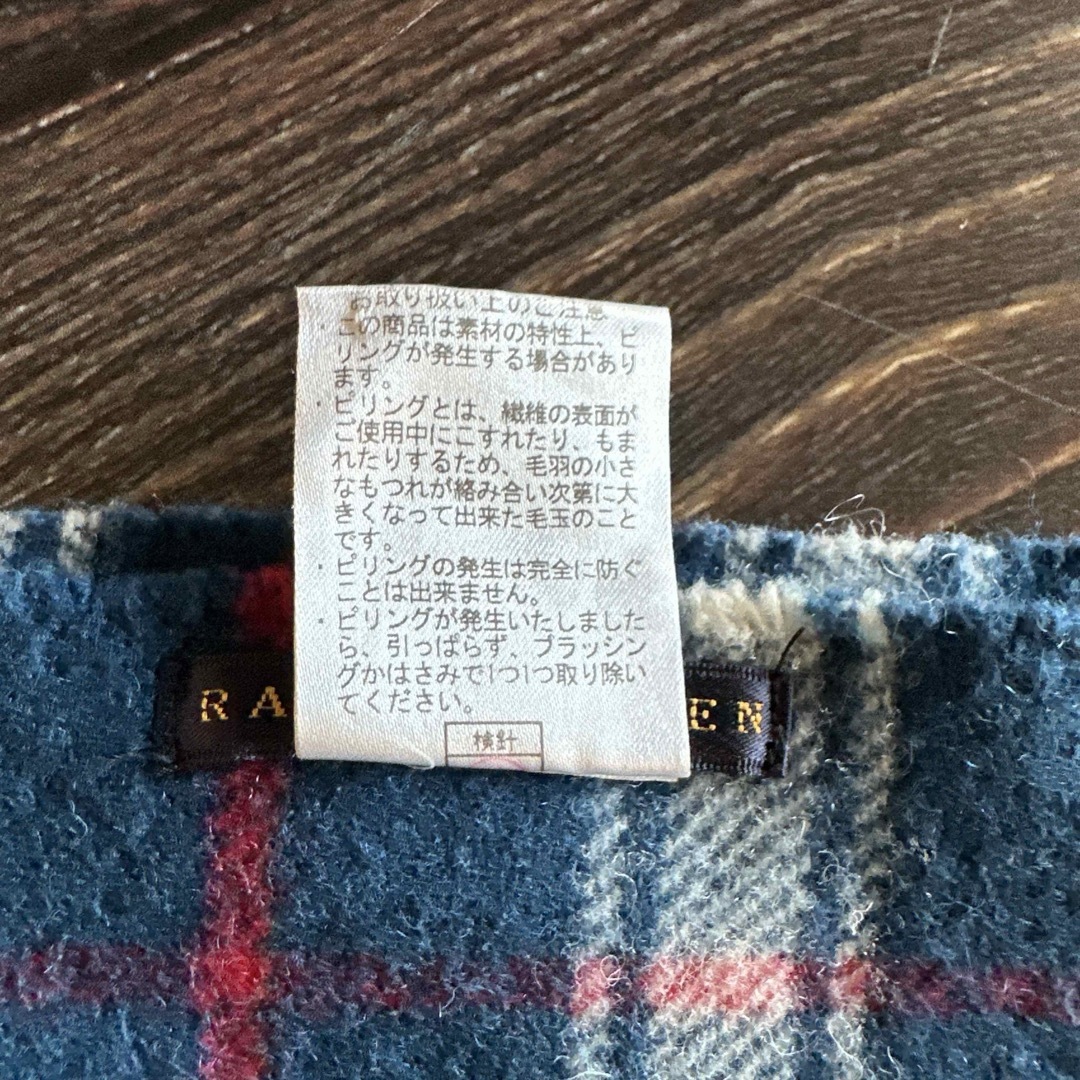 お取り扱い上のご注意
・この商品は素材の特性上、ピ
リングが発生する場合があり
ます。
・ピリングとは、繊維の表面が
ご使用中にこすれたり、もま
れたりするため、毛羽の小さ
なもつれが絡み合い次第に大
きくなって出来た毛玉のこと
です。
・ピリングの発生は完全に防ぐ
ことは出来ません。
・ピリングが発生いたしました
ら、引っぱらず、ブラッシン
グかはさみで1つ1つ取り除い
てください。
RA EN
検針